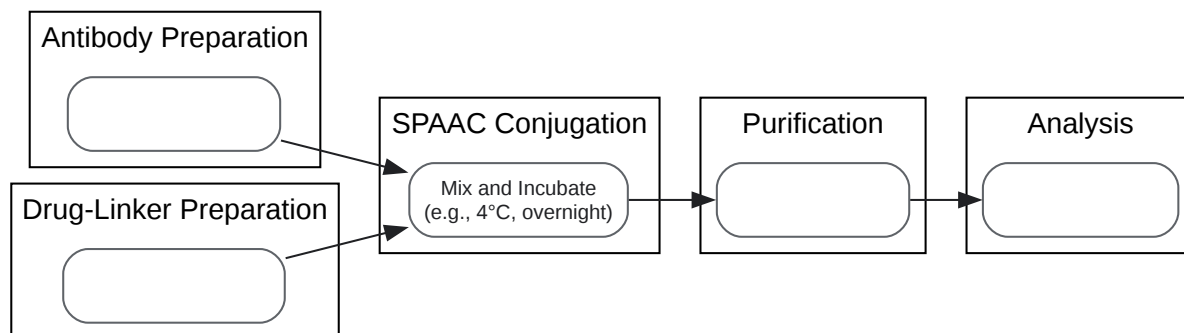 Antibody Preparation
Drug-Linker Preparation
SPAAC Conjugation
Mix and Incubate
(e.g., 4°C, overnight)
Purification
Analysis